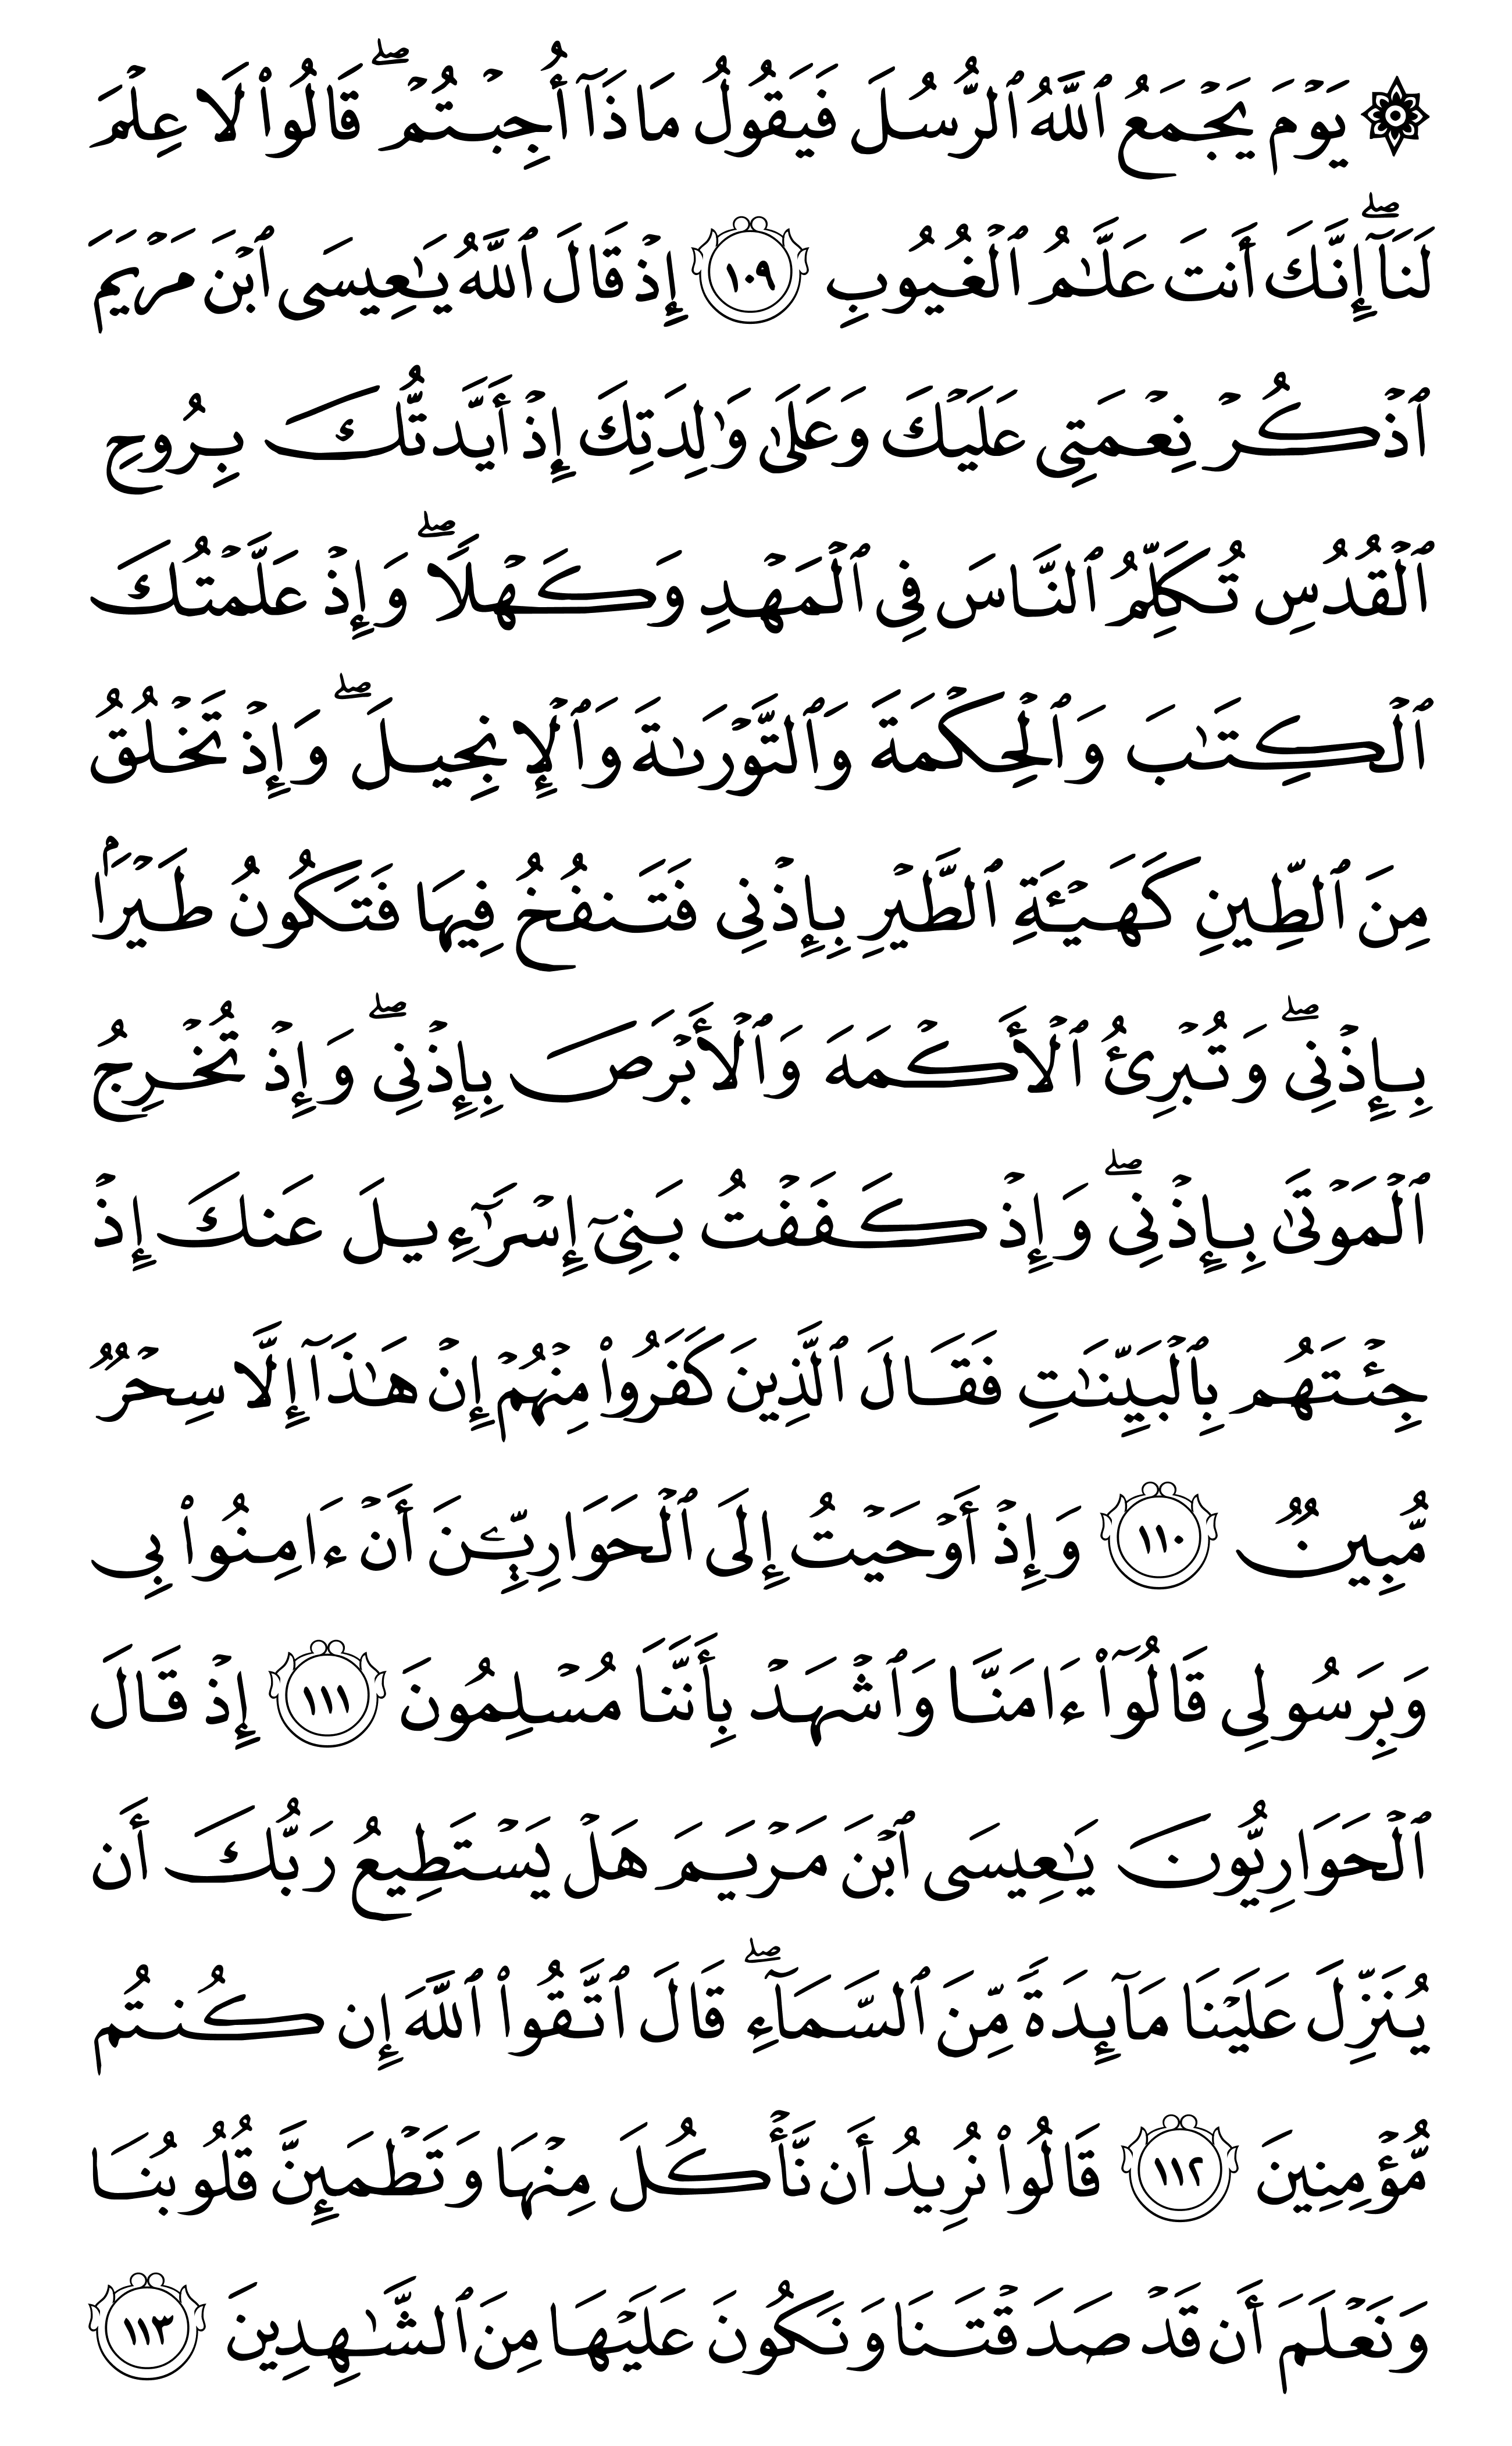 ۞ يَوۡمَ يَجۡمَعُ ٱللَّهُ ٱلرُّسُلَ فَيَقُولُ مَاذَآ أُجِبۡتُمۡۖ قَالُواْ لَا عِلۡمَ
لَنَآۖ إِنَّكَ أَنتَ عَلَّٰمُ ٱلۡغُيُوبِ ١٠٩ إِذۡ قَالَ ٱللَّهُ يَٰعِيسَى ٱبۡنَ مَرۡيَمَ
ٱذۡكُرۡ نِعۡمَتِي عَلَيۡكَ وَعَلَىٰ وَٰلِدَتِكَ إِذۡ أَيَّدتُّكَ بِرُوحِ
ٱلۡقُدُسِ تُكَلِّمُ ٱلنَّاسَ فِي ٱلۡمَهۡدِ وَكَهۡلٗاۖ وَإِذۡ عَلَّمۡتُكَ
ٱلۡكِتَٰبَ وَٱلۡحِكۡمَةَ وَٱلتَّوۡرَىٰةَ وَٱلۡإِنجِيلَۖ وَإِذۡ تَخۡلُقُ
مِنَ ٱلطِّينِ كَهَيۡـَٔةِ ٱلطَّيۡرِ بِإِذۡنِي فَتَنفُخُ فِيهَا فَتَكُونُ طَيۡرَۢا
بِإِذۡنِيۖ وَتُبۡرِئُ ٱلۡأَكۡمَهَ وَٱلۡأَبۡرَصَ بِإِذۡنِيۖ وَإِذۡ تُخۡرِجُ
ٱلۡمَوۡتَىٰ بِإِذۡنِيۖ وَإِذۡ كَفَفۡتُ بَنِيٓ إِسۡرَٰٓءِيلَ عَنكَ إِذۡ
جِئۡتَهُم بِٱلۡبَيِّنَٰتِ فَقَالَ ٱلَّذِينَ كَفَرُواْ مِنۡهُمۡ إِنۡ هَٰذَآ إِلَّا سِحۡرٞ
مُّبِينٞ ١١٠ وَإِذۡ أَوۡحَيۡتُ إِلَى ٱلۡحَوَارِيِّـۧنَ أَنۡ ءَامِنُواْ بِي
وَبِرَسُولِي قَالُوٓاْ ءَامَنَّا وَٱشۡهَدۡ بِأَنَّنَا مُسۡلِمُونَ ١١١ إِذۡ قَالَ
ٱلۡحَوَارِيُّونَ يَٰعِيسَى ٱبۡنَ مَرۡيَمَ هَلۡ يَسۡتَطِيعُ رَبُّكَ أَن
يُنَزِّلَ عَلَيۡنَا مَآئِدَةٗ مِّنَ ٱلسَّمَآءِۖ قَالَ ٱتَّقُواْ ٱللَّهَ إِن كُنتُم
مُّؤۡمِنِينَ ١١٢ قَالُواْ نُرِيدُ أَن نَّأۡكُلَ مِنۡهَا وَتَطۡمَئِنَّ قُلُوبُنَا
وَنَعۡلَمَ أَن قَدۡ صَدَقۡتَنَا وَنَكُونَ عَلَيۡهَا مِنَ ٱلشَّٰهِدِينَ ١١٣